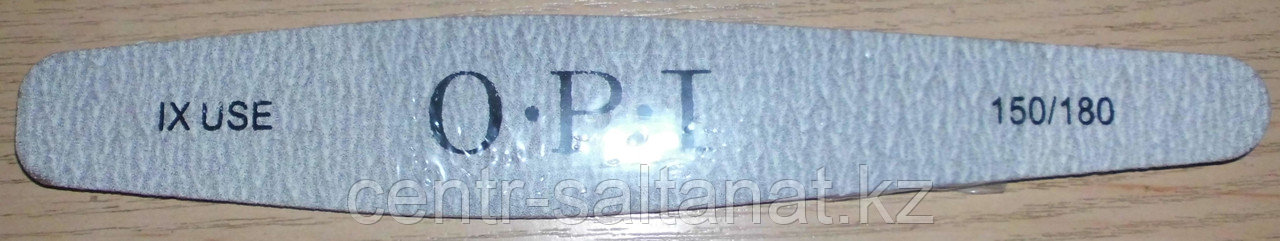 IX USE O·P·I 150/180
centr-saltanat.kz